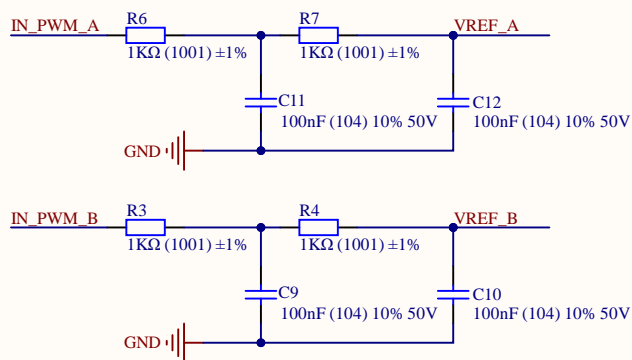 IN_PWM_A R6 R7 VREF_A
1KΩ (1001) ±1% 1KΩ (1001) ±1%
C11 C12
100nF (104) 10% 50V 100nF (104) 10% 50V
GND
IN_PWM_B R3 R4 VREF_B
1KΩ (1001) ±1% 1KΩ (1001) ±1%
C9 C10
100nF (104) 10% 50V 100nF (104) 10% 50V
GND